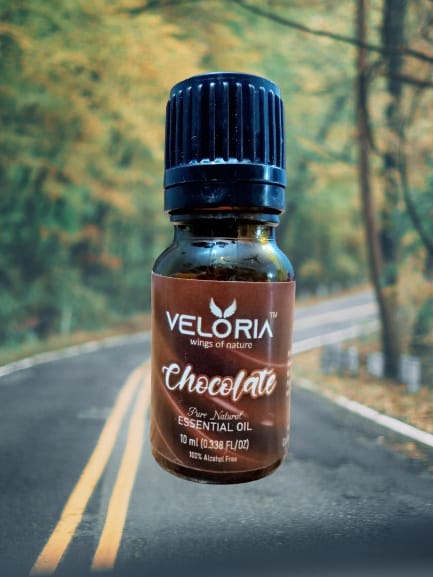 VELORIA™
wings of nature
Chocolate
Pure Natural
ESSENTIAL OIL
10 ml (0.338 FL/OZ)
100% Alcohol Free